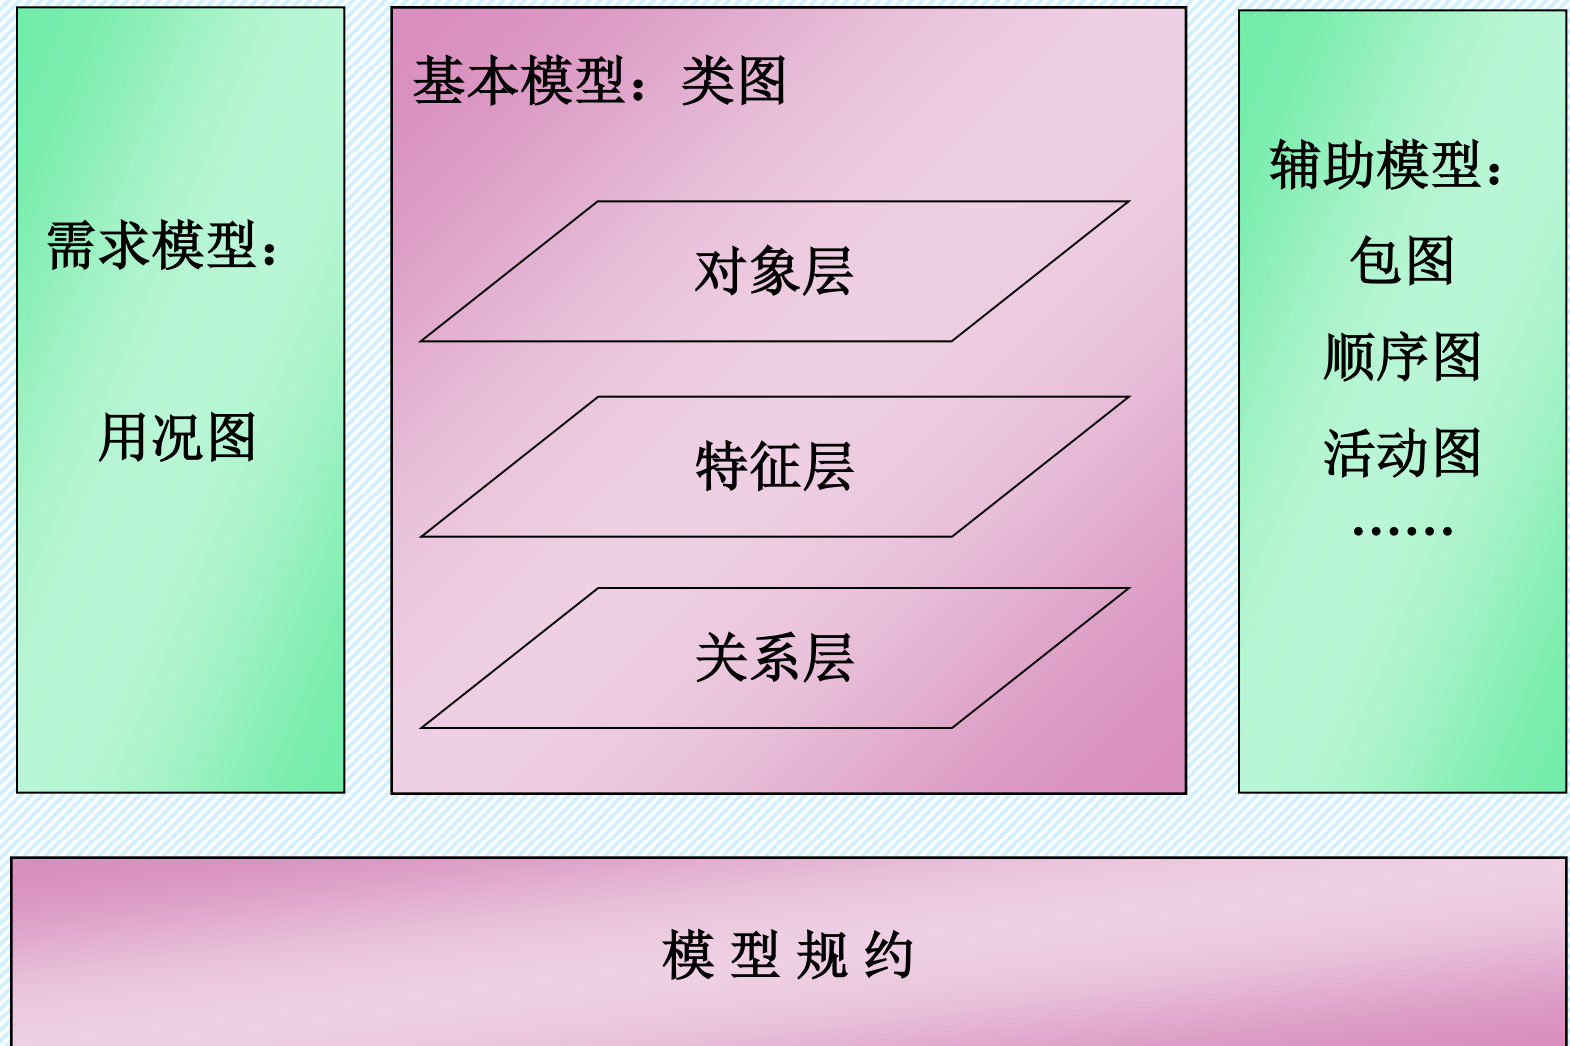 需求模型：
用况图
基本模型：类图
对象层
特征层
关系层
辅助模型：
包图
顺序图
活动图
……
模 型 规 约